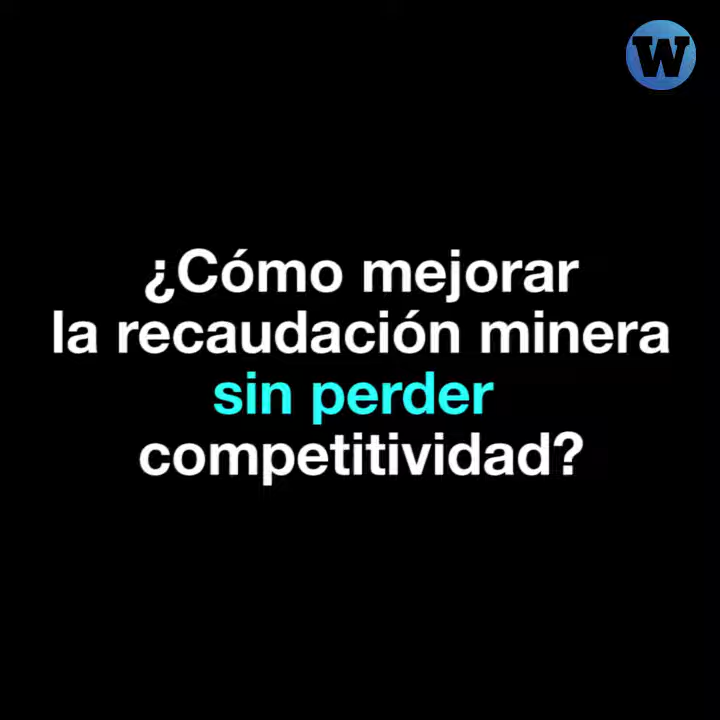 W
¿Cómo mejorar
la recaudación minera
sin perder
competitividad?